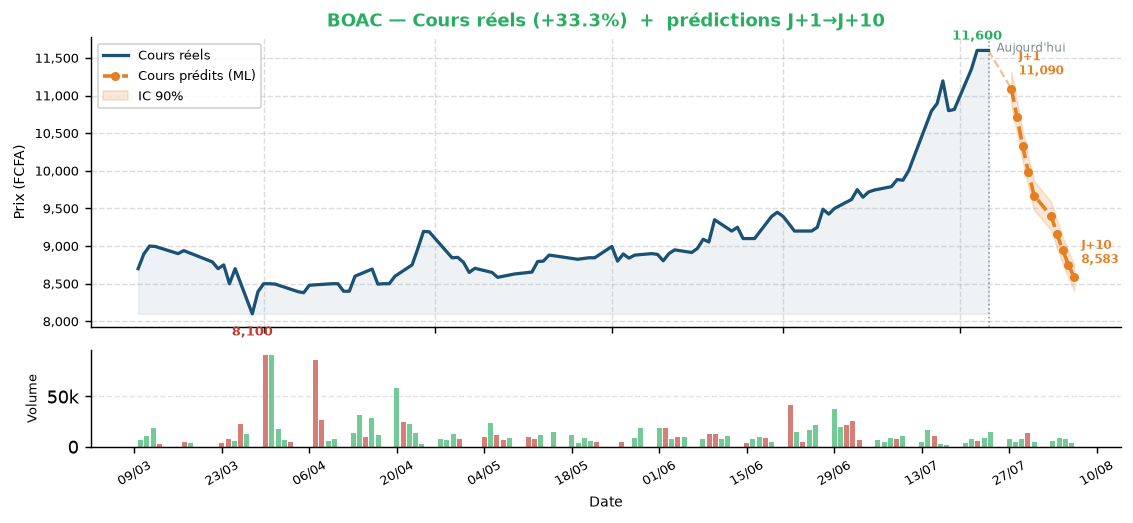 BOAC — Cours réels (+33.3%) + prédictions J+1→J+10
11,600
Aujourd'hui
J+1
11,090
Cours réels
Cours prédits (ML)
IC 90%
11,500
11,000
10,500
10,000
9,500
9,000
8,500
8,000
Prix (FCFA)
J+10
8,583
8,100
Volume
50k
0
09/03
23/03
06/04
20/04
04/05
18/05
01/06
15/06
29/06
13/07
27/07
10/08
Date